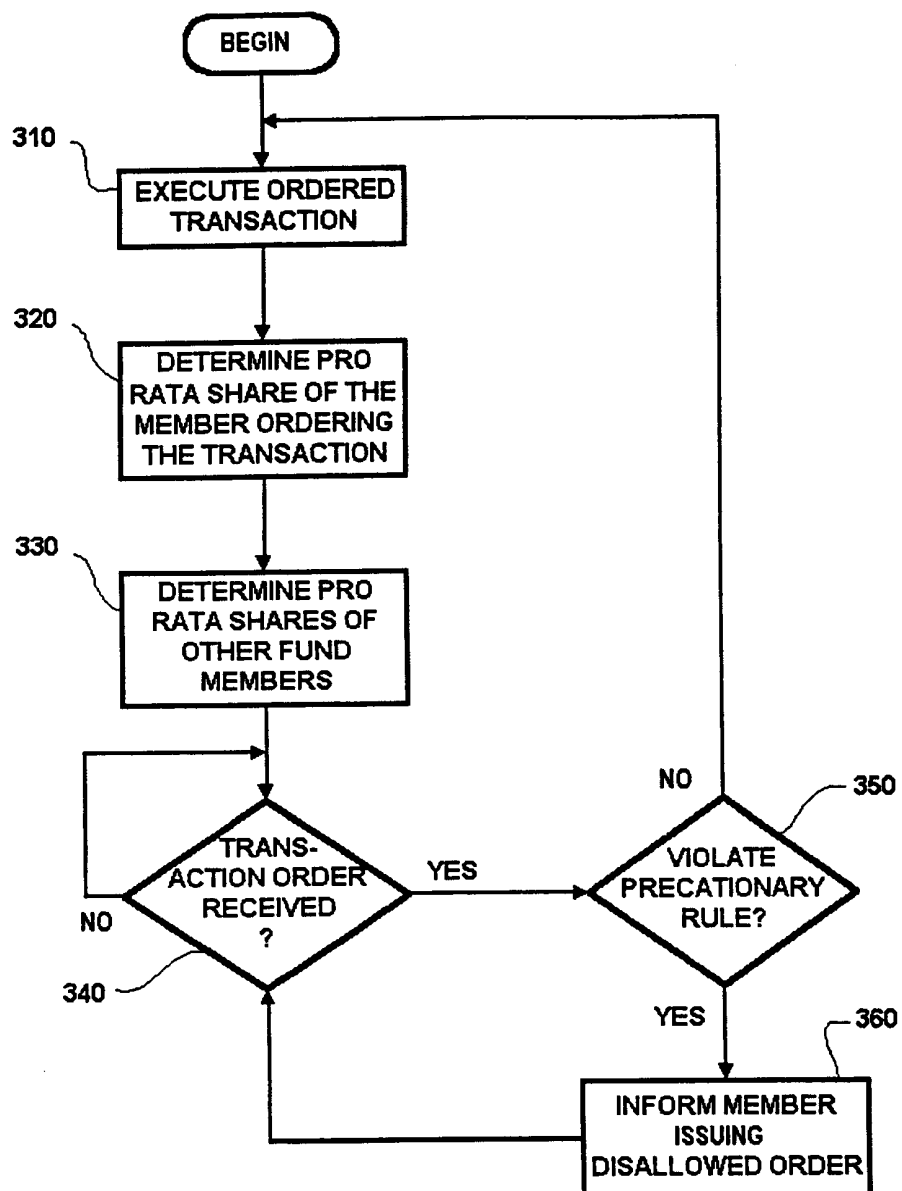 BEGIN
310
EXECUTE ORDERED
TRANSACTION
320
DETERMINE PRO
RATA SHARE OF THE
MEMBER ORDERING
THE TRANSACTION
330
DETERMINE PRO
RATA SHARES OF
OTHER FUND
MEMBERS
TRANS-
ACTION ORDER
RECEIVED
?
NO
YES
340
NO
350
VIOLATE
PRECATIONARY
RULE?
YES
360
INFORM MEMBER
ISSUING
DISALLOWED ORDER